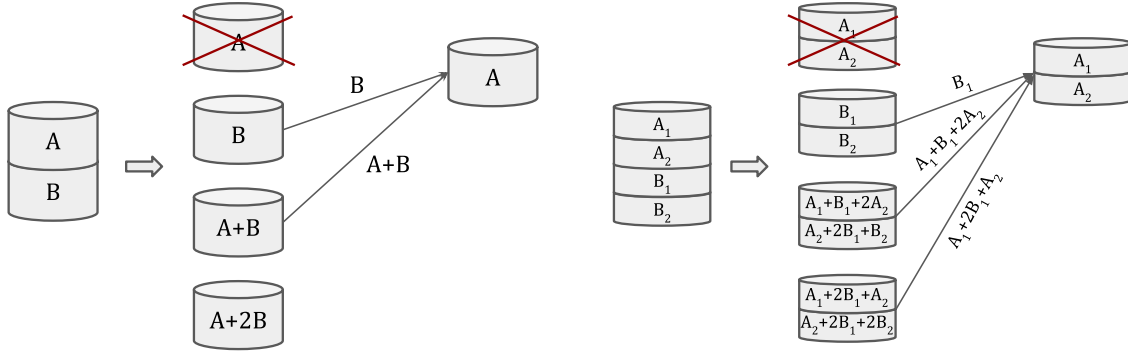 A
B
A
B
A+B
A+2B
B
A+B
A
A₁
A₂
B₁
B₂
A₁
A₂
B₁
B₂
A₁+B₁+2A₂
A₂+2B₁+B₂
A₁+2B₁+A₂
A₂+2B₁+2B₂
B₁
A₁+B₁+2A₂
A₁+2B₁+A₂
A₁
A₂